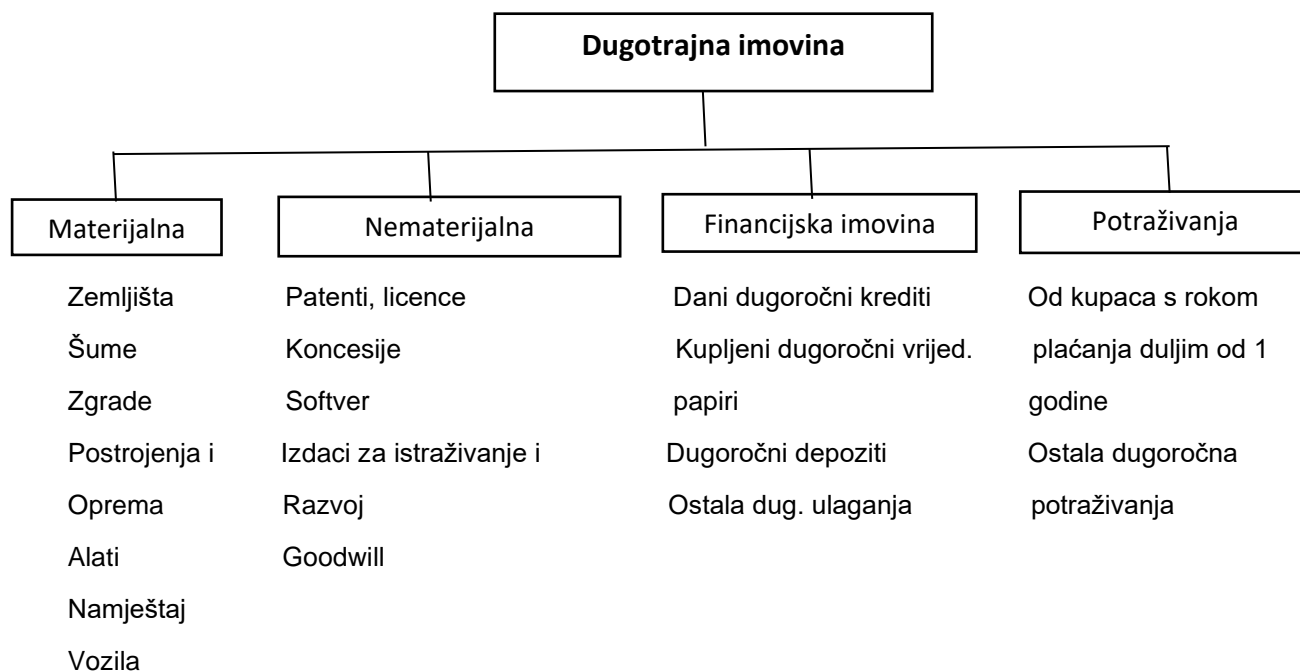 Dugotrajna imovina
Materijalna
Nematerijalna
Financijska imovina
Potraživanja
Zemljišta
Šume
Zgrade
Postrojenja i
Oprema
Alati
Namještaj
Vozila
Patenti, licence
Koncesije
Softver
Izdaci za istraživanje i
Razvoj
Goodwill
Dani dugoročni krediti
Kupljeni dugoročni vrijed.
papiri
Dugoročni depoziti
Ostala dug. ulaganja
Od kupaca s rokom
plaćanja duljim od 1
godine
Ostala dugoročna
potraživanja